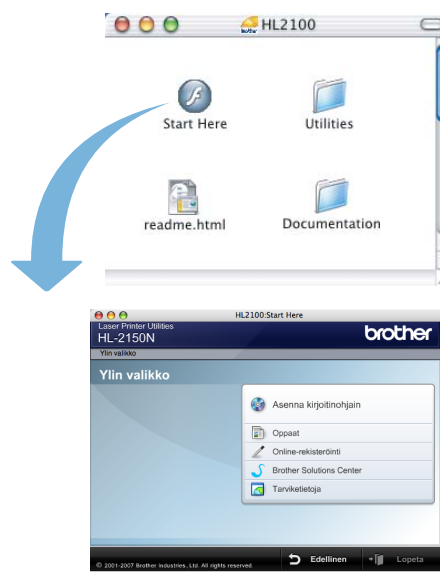 HL2100
Start Here
Utilities
readme.html
Documentation
HL2100:Start Here
Laser Printer Utilities
HL-2150N
brother
Ylin valikko
Ylin valikko
Asenna kirjoitinohjain
Oppaat
Online-rekisteröinti
Brother Solutions Center
Tarviketietoja
© 2001-2007 Brother Industries, Ltd. All rights reserved.
Edellinen
Lopeta